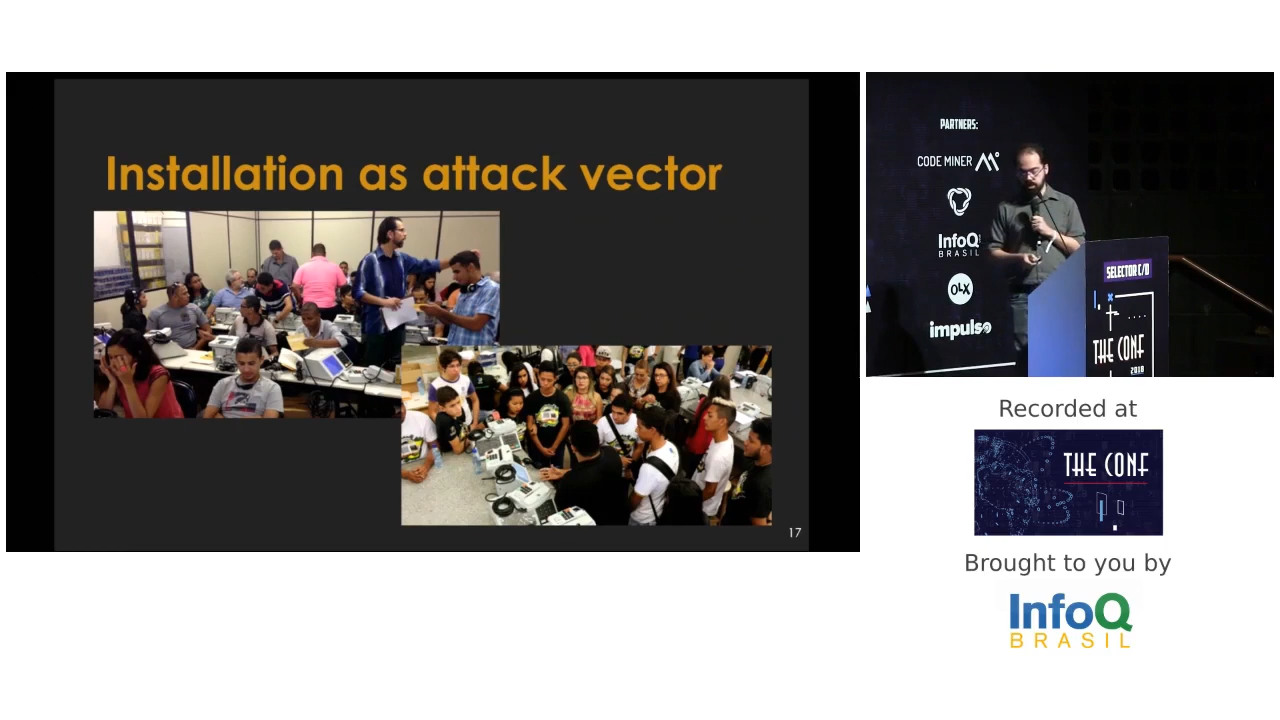 Installation as attack vector
17
PARTNERS:
CODE MINER
InfoQ
BRASIL
OLX
impulso
SELECTOR C/D
THE CONF
2018
Recorded at
THE CONF
Brought to you by
InfoQ
BRASIL